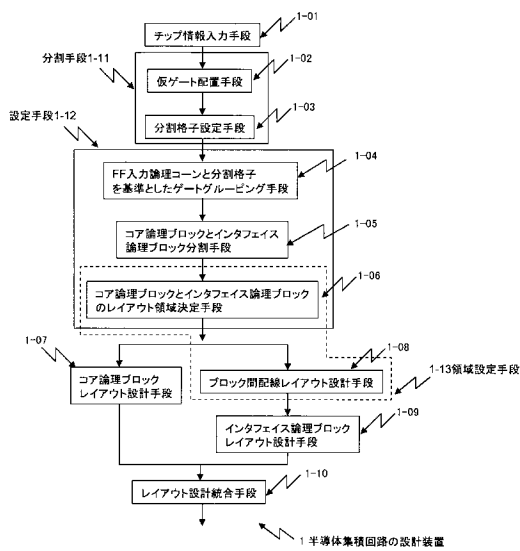 1-01
チップ情報入力手段
分割手段1-11
1-02
仮ゲート配置手段
1-03
分割格子設定手段
設定手段1-12
1-04
FF入力論理コーンと分割格子
を基準としたゲートグルーピング手段
1-05
コア論理ブロックとインタフェイス
論理ブロック分割手段
1-06
コア論理ブロックとインタフェイス論理ブロック
のレイアウト領域決定手段
1-07
コア論理ブロック
レイアウト設計手段
1-08
ブロック間配線レイアウト設計手段
1-13領域設定手段
1-09
インタフェイス論理ブロック
レイアウト設計手段
1-10
レイアウト設計統合手段
1 半導体集積回路の設計装置